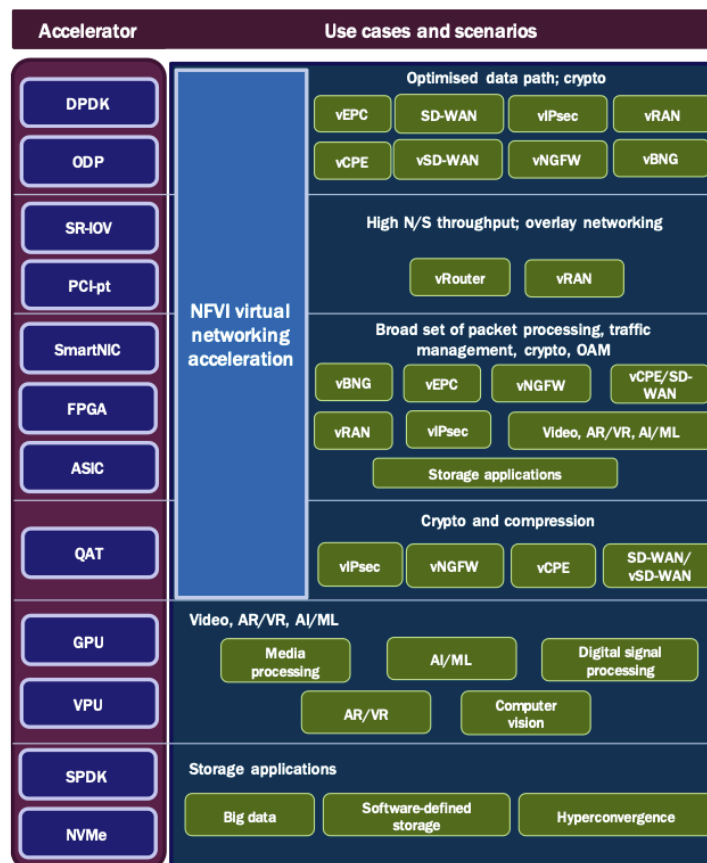 Accelerator
Use cases and scenarios
DPDK
ODP
SR-IOV
PCI-pt
SmartNIC
FPGA
ASIC
QAT
GPU
VPU
SPDK
NVMe
NFVI virtual
networking
acceleration
Optimised data path; crypto
vEPC
SD-WAN
vIPsec
vRAN
vCPE
vSD-WAN
vNGFW
vBNG
High N/S throughput; overlay networking
vRouter
vRAN
Broad set of packet processing, traffic
management, crypto, OAM
vBNG
vEPC
vNGFW
vCPE/SD-
WAN
vRAN
vIPsec
Video, AR/VR, AI/ML
Storage applications
Crypto and compression
vIPsec
vNGFW
vCPE
SD-WAN/
vSD-WAN
Video, AR/VR, AI/ML
Media
processing
AI/ML
Digital signal
processing
AR/VR
Computer
vision
Storage applications
Big data
Software-defined
storage
Hyperconvergence